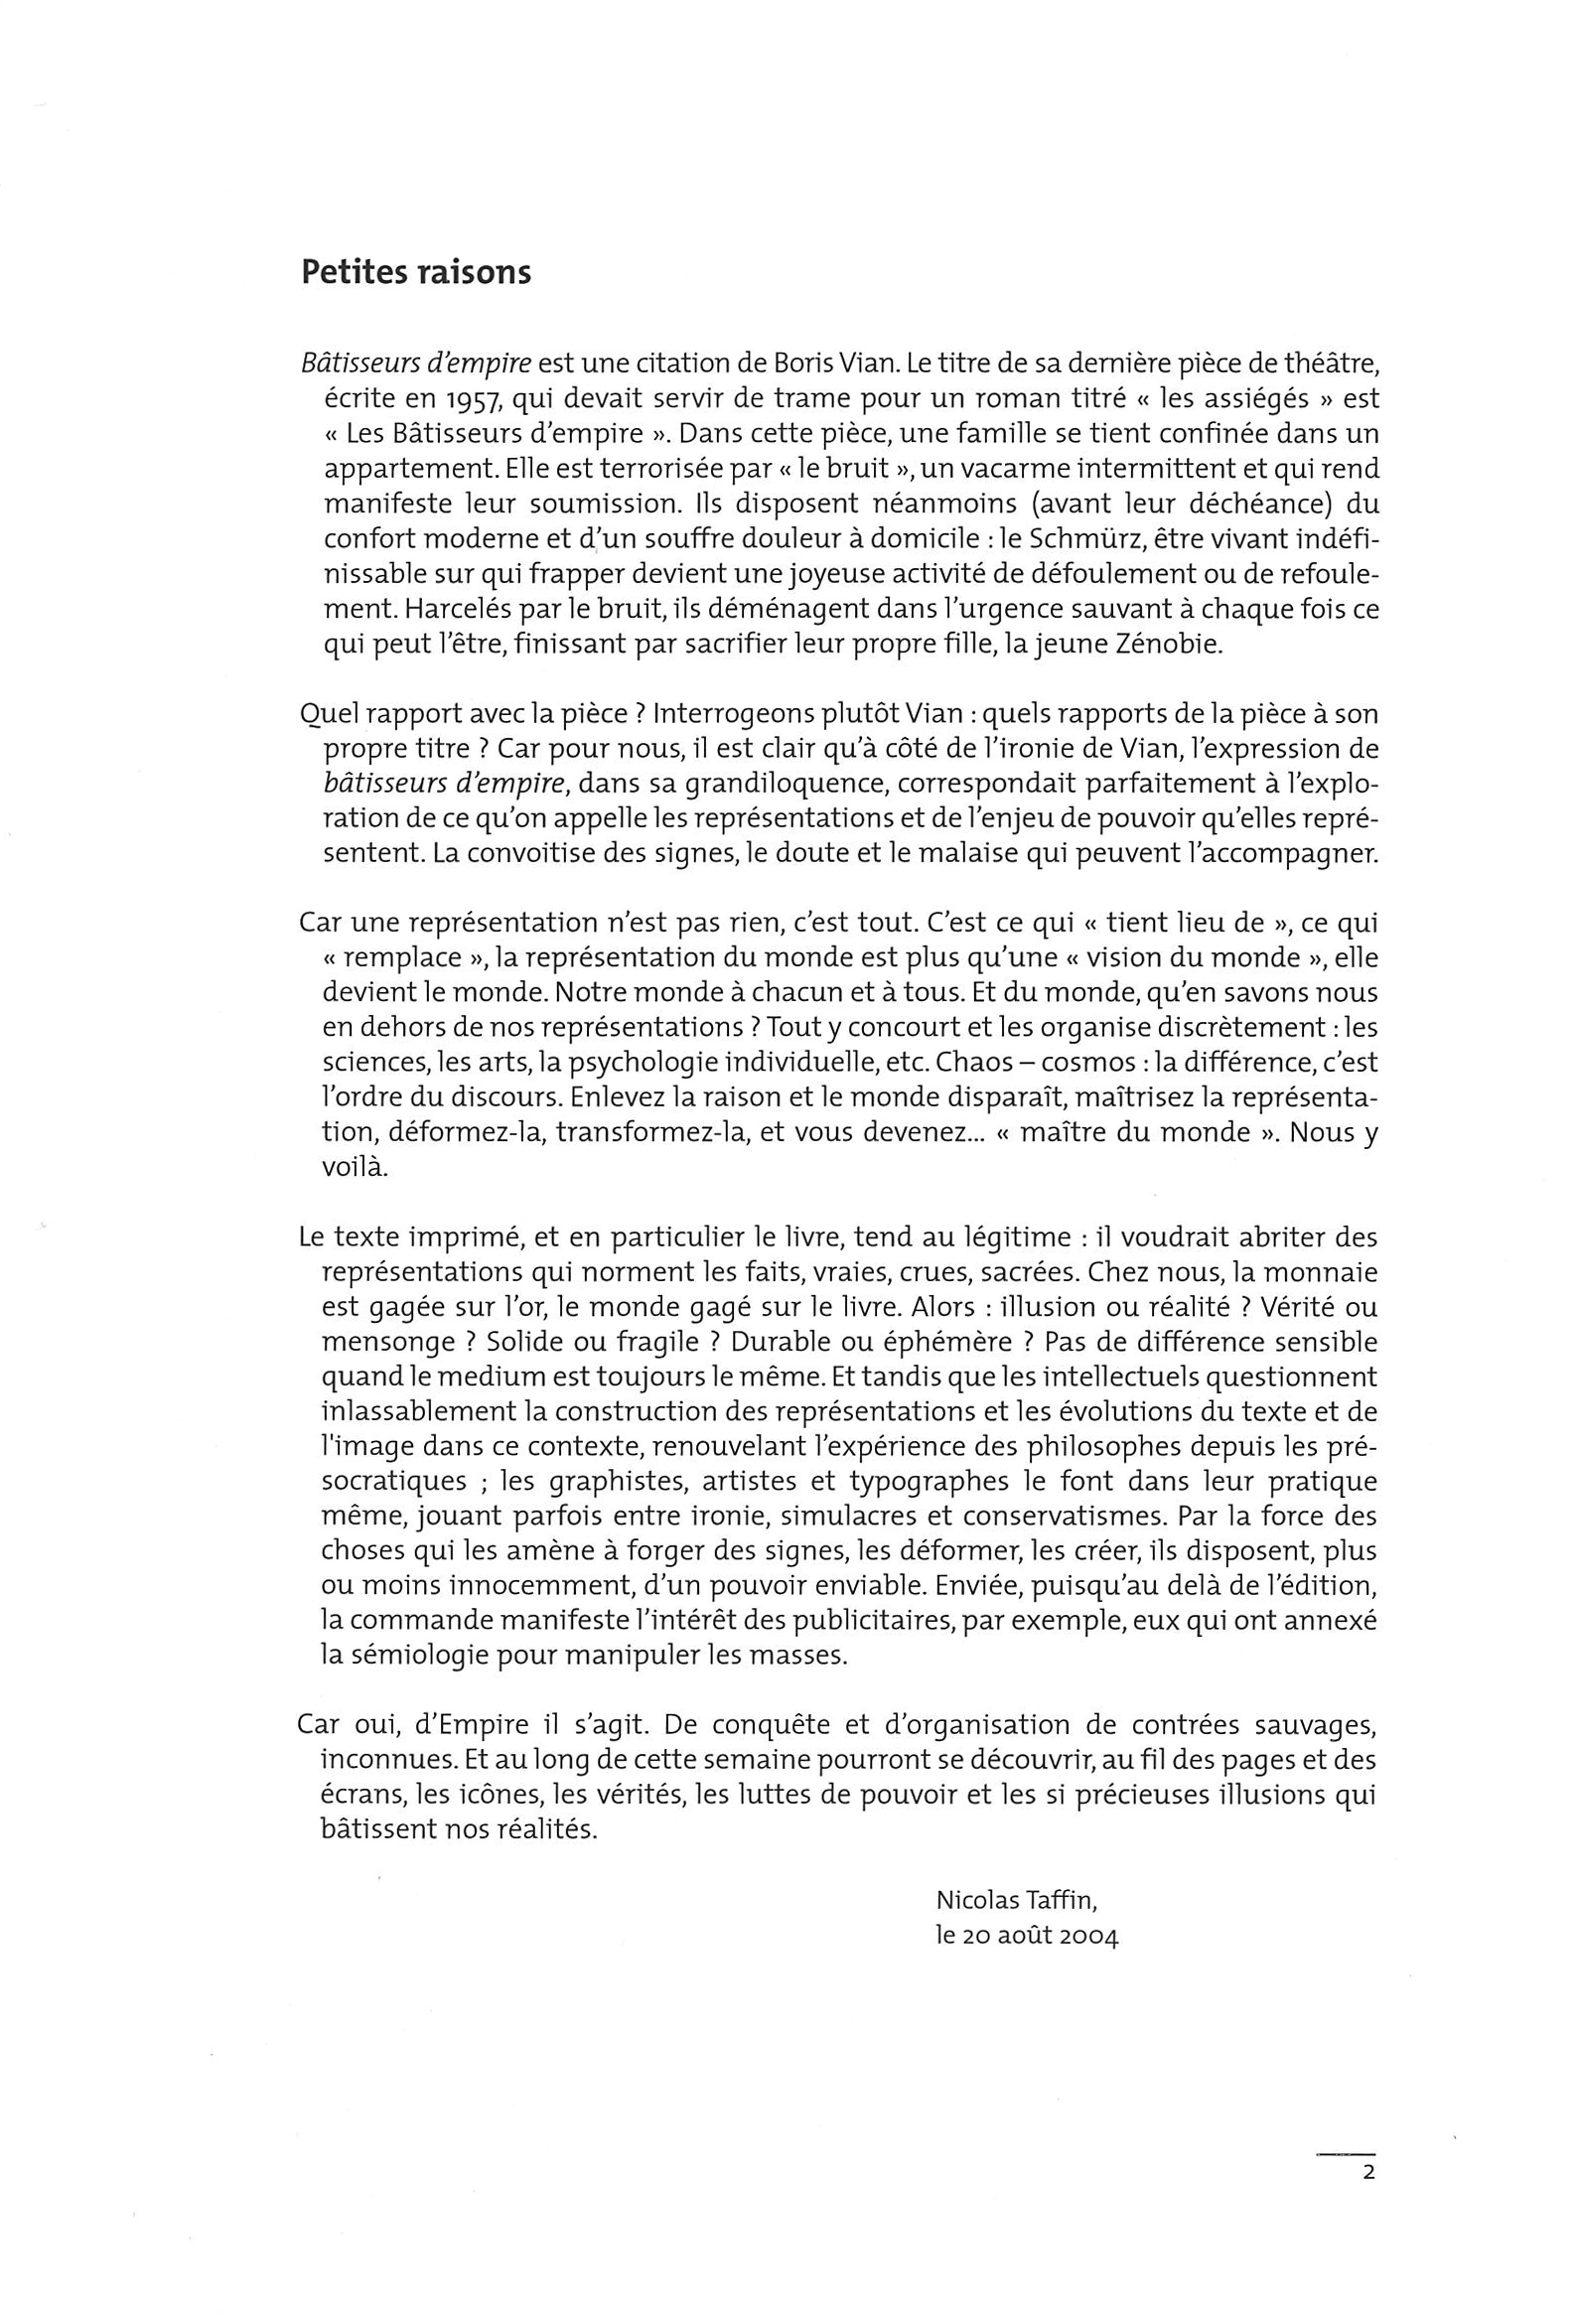 Petites raisons
Bâtisseurs d'empire est une citation de Boris Vian. Le titre de sa dernière pièce de théâtre,
écrite en 1957, qui devait servir de trame pour un roman titré « les assiégés » est
« Les Bâtisseurs d'empire ». Dans cette pièce, une famille se tient confinée dans un
appartement. Elle est terrorisée par « le bruit », un vacarme intermittent et qui rend
manifeste leur soumission. Ils disposent néanmoins (avant leur déchéance) du
confort moderne et d'un souffre douleur à domicile : le Schmürz, être vivant indéfi-
nissable sur qui frapper devient une joyeuse activité de défoulement ou de refoule-
ment. Harcelés par le bruit, ils déménagent dans l'urgence sauvant à chaque fois ce
qui peut l'être, finissant par sacrifier leur propre fille, la jeune Zénobie.
Quel rapport avec la pièce ? Interrogeons plutôt Vian : quels rapports de la pièce à son
propre titre ? Car pour nous, il est clair qu'à côté de l'ironie de Vian, l'expression de
bâtisseurs d'empire, dans sa grandiloquence, correspondait parfaitement à l'explo-
ration de ce qu'on appelle les représentations et de l'enjeu de pouvoir qu'elles repré-
sentent. La convoitise des signes, le doute et le malaise qui peuvent l'accompagner.
Car une représentation n'est pas rien, c'est tout. C'est ce qui « tient lieu de », ce qui
« remplace », la représentation du monde est plus qu'une « vision du monde », elle
devient le monde. Notre monde à chacun et à tous. Et du monde, qu'en savons nous
en dehors de nos représentations ? Tout y concourt et les organise discrètement : les
sciences, les arts, la psychologie individuelle, etc. Chaos – cosmos : la différence, c'est
l'ordre du discours. Enlevez la raison et le monde disparaît, maîtrisez la représenta-
tion, déformez-la, transformez-la, et vous devenez... « maître du monde ». Nous y
voilà.
Le texte imprimé, et en particulier le livre, tend au légitime : il voudrait abriter des
représentations qui norment les faits, vraies, crues, sacrées. Chez nous, la monnaie
est gagée sur l'or, le monde gagé sur le livre. Alors : illusion ou réalité ? Vérité ou
mensonge ? Solide ou fragile ? Durable ou éphémère ? Pas de différence sensible
quand le medium est toujours le même. Et tandis que les intellectuels questionnent
inlassablement la construction des représentations et les évolutions du texte et de
l'image dans ce contexte, renouvelant l'expérience des philosophes depuis les pré-
socratiques ; les graphistes, artistes et typographes le font dans leur pratique
même, jouant parfois entre ironie, simulacres et conservatismes. Par la force des
choses qui les amène à forger des signes, les déformer, les créer, ils disposent, plus
ou moins innocemment, d'un pouvoir enviable. Enviée, puisqu'au delà de l'édition,
la commande manifeste l'intérêt des publicitaires, par exemple, eux qui ont annexé
la sémiologie pour manipuler les masses.
Car oui, d'Empire il s'agit. De conquête et d'organisation de contrées sauvages,
inconnues. Et au long de cette semaine pourront se découvrir, au fil des pages et des
écrans, les icônes, les vérités, les luttes de pouvoir et les si précieuses illusions qui
bâtissent nos réalités.
Nicolas Taffin,
le 20 août 2004
2